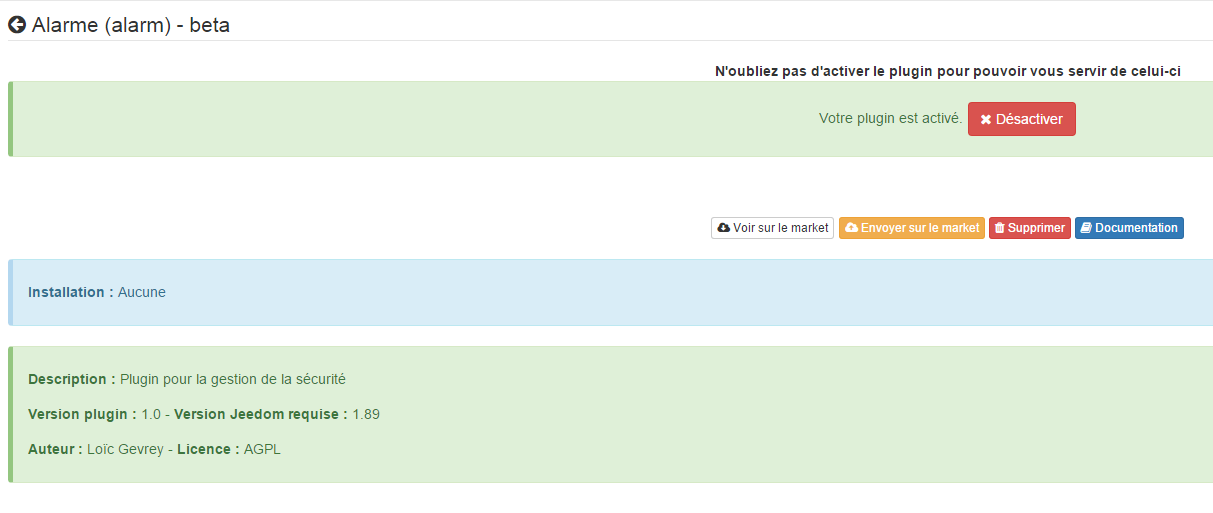 Alarme (alarm) - beta
N'oubliez pas d'activer le plugin pour pouvoir vous servir de celui-ci
Votre plugin est activé. Désactiver
Voir sur le market Envoyer sur le market Supprimer Documentation
Installation : Aucune
Description : Plugin pour la gestion de la sécurité
Version plugin : 1.0 - Version Jeedom requise : 1.89
Auteur : Loïc Gevrey - Licence : AGPL